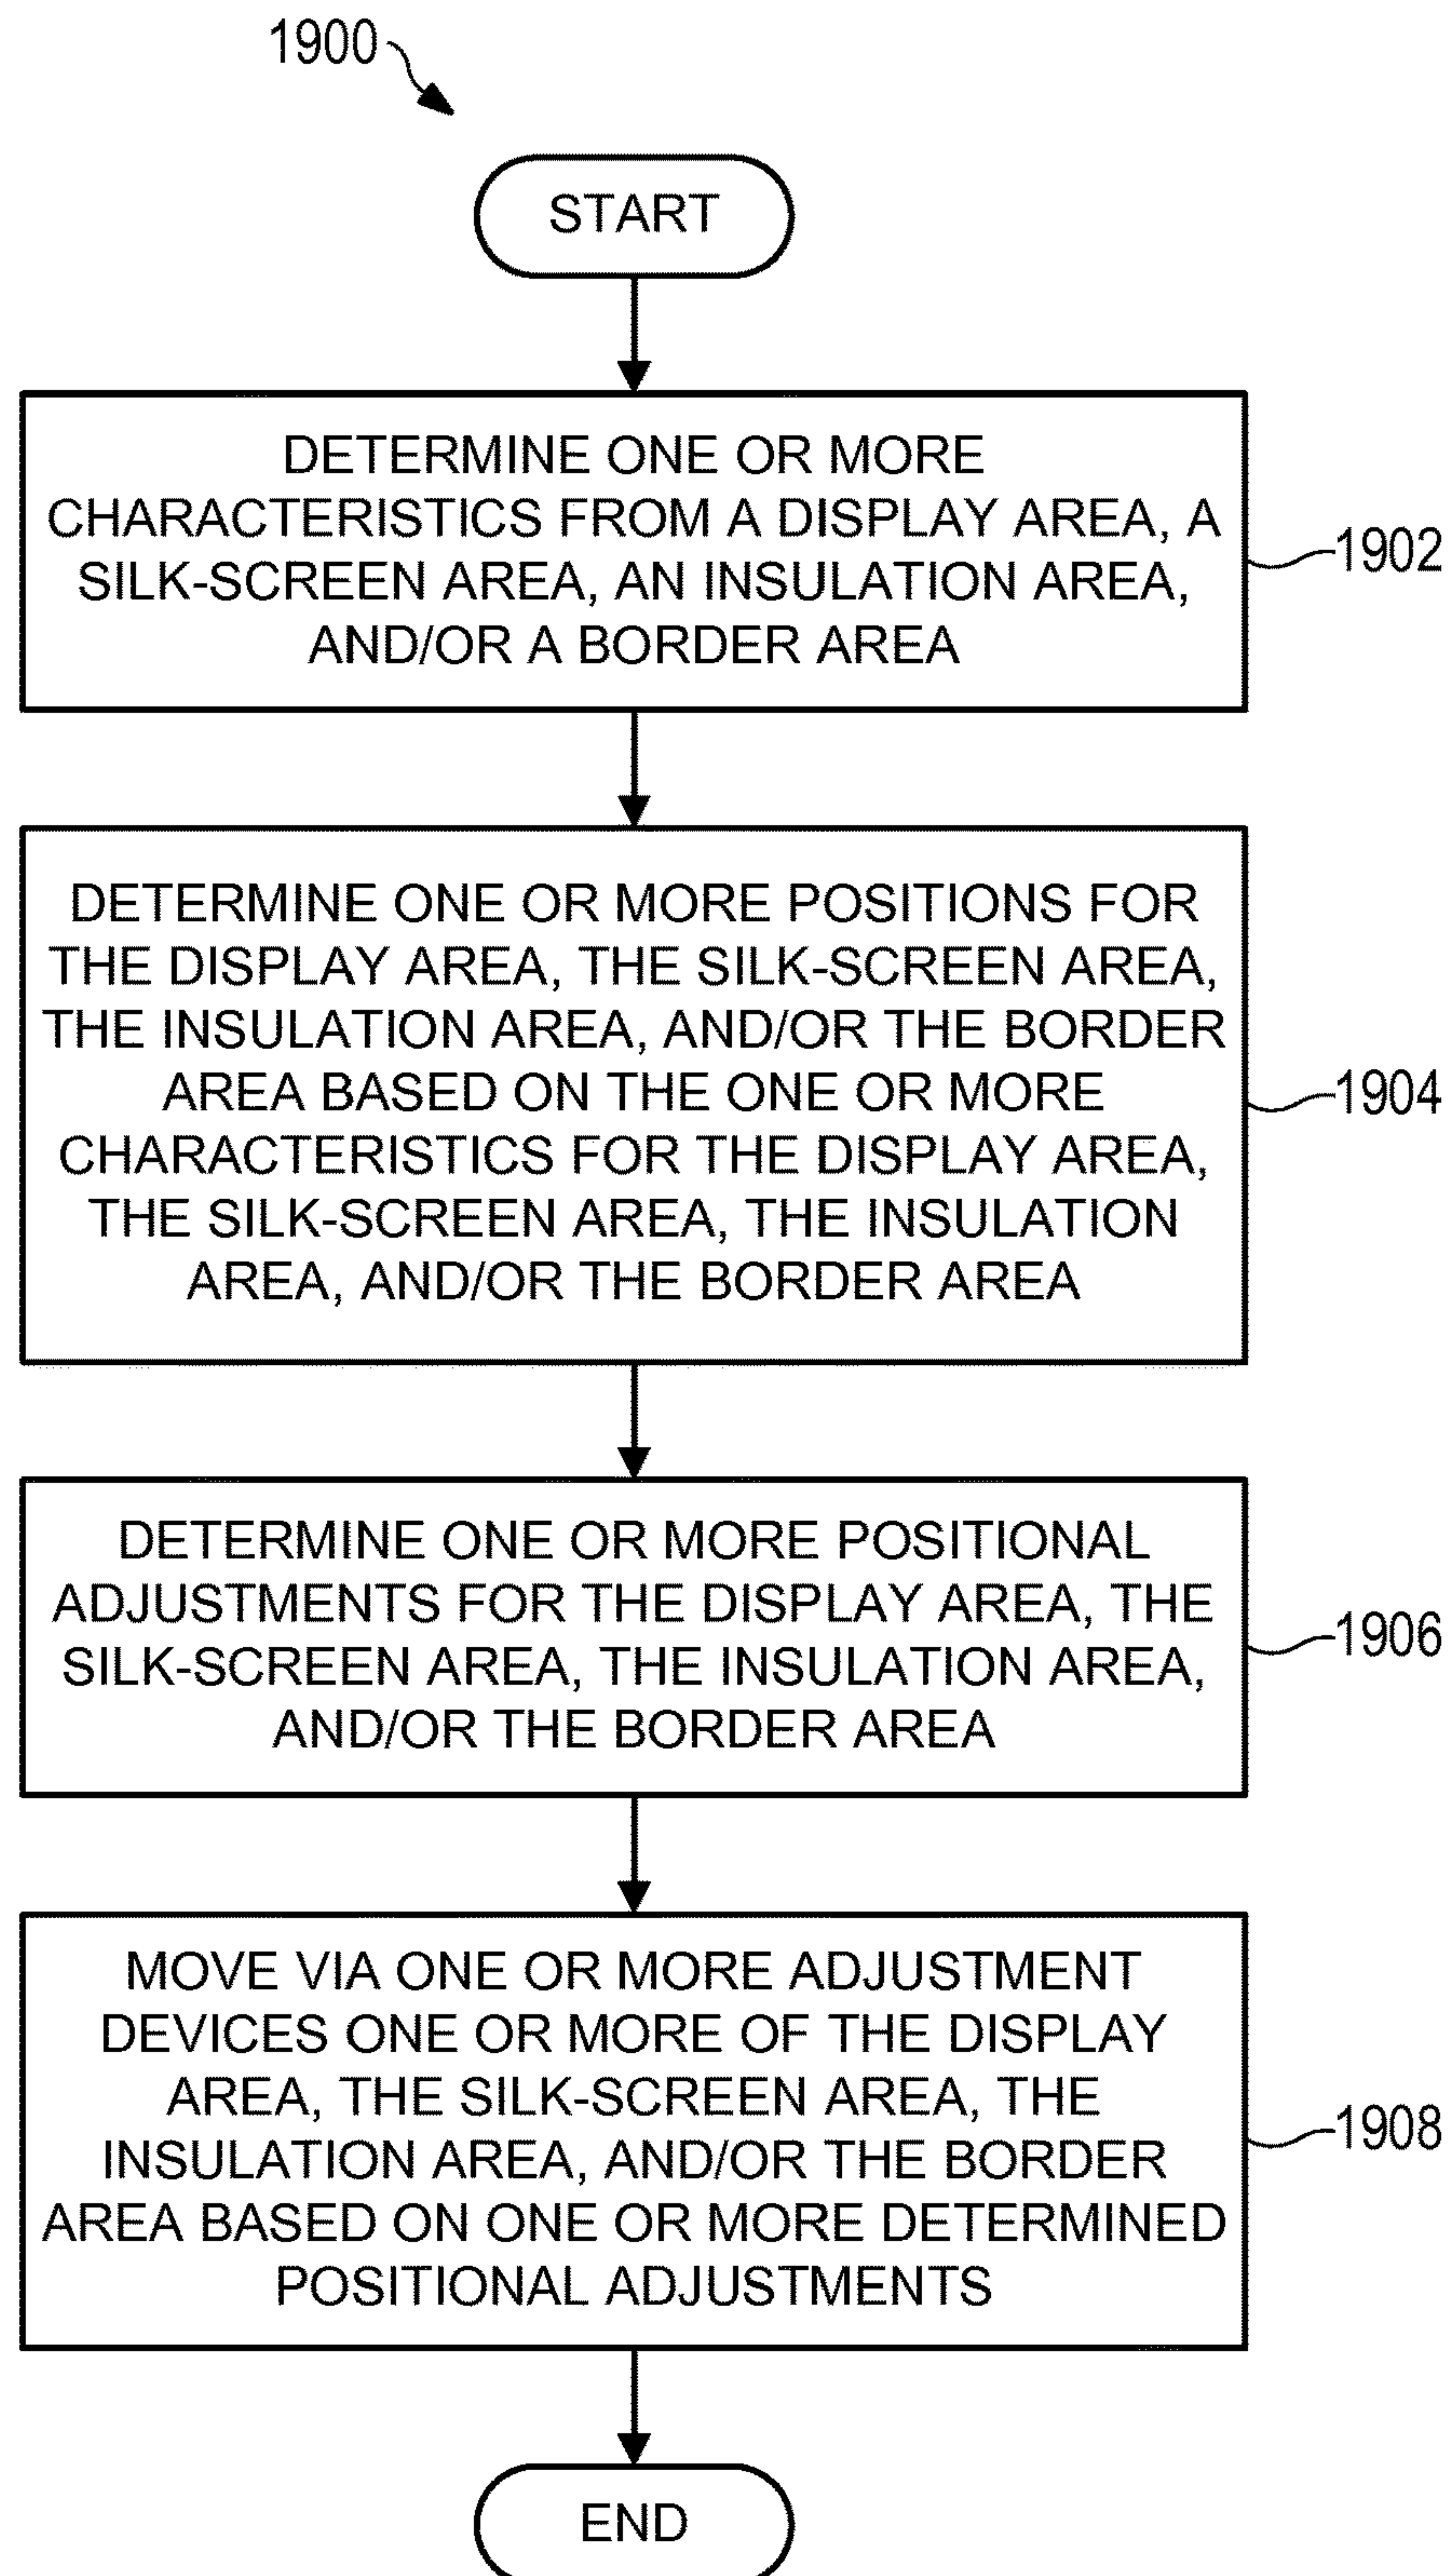 1900
START
DETERMINE ONE OR MORE
CHARACTERISTICS FROM A DISPLAY AREA, A
SILK-SCREEN AREA, AN INSULATION AREA,
AND/OR A BORDER AREA
1902
DETERMINE ONE OR MORE POSITIONS FOR
THE DISPLAY AREA, THE SILK-SCREEN AREA,
THE INSULATION AREA, AND/OR THE BORDER
AREA BASED ON THE ONE OR MORE
CHARACTERISTICS FOR THE DISPLAY AREA,
THE SILK-SCREEN AREA, THE INSULATION
AREA, AND/OR THE BORDER AREA
1904
DETERMINE ONE OR MORE POSITIONAL
ADJUSTMENTS FOR THE DISPLAY AREA, THE
SILK-SCREEN AREA, THE INSULATION AREA,
AND/OR THE BORDER AREA
1906
MOVE VIA ONE OR MORE ADJUSTMENT
DEVICES ONE OR MORE OF THE DISPLAY
AREA, THE SILK-SCREEN AREA, THE
INSULATION AREA, AND/OR THE BORDER
AREA BASED ON ONE OR MORE DETERMINED
POSITIONAL ADJUSTMENTS
1908
END